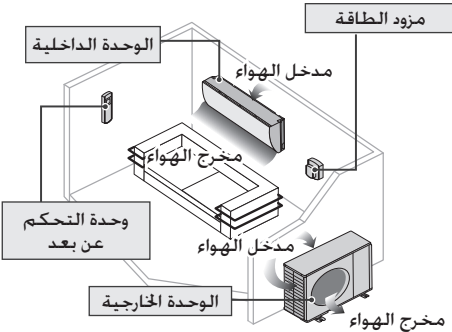 مزود الطاقة
الوحدة الداخلية
مدخل الهواء
مخرج الهواء
وحدة التحكم
عن بعد
مدخل الهواء
الوحدة الخارجية
مخرج الهواء